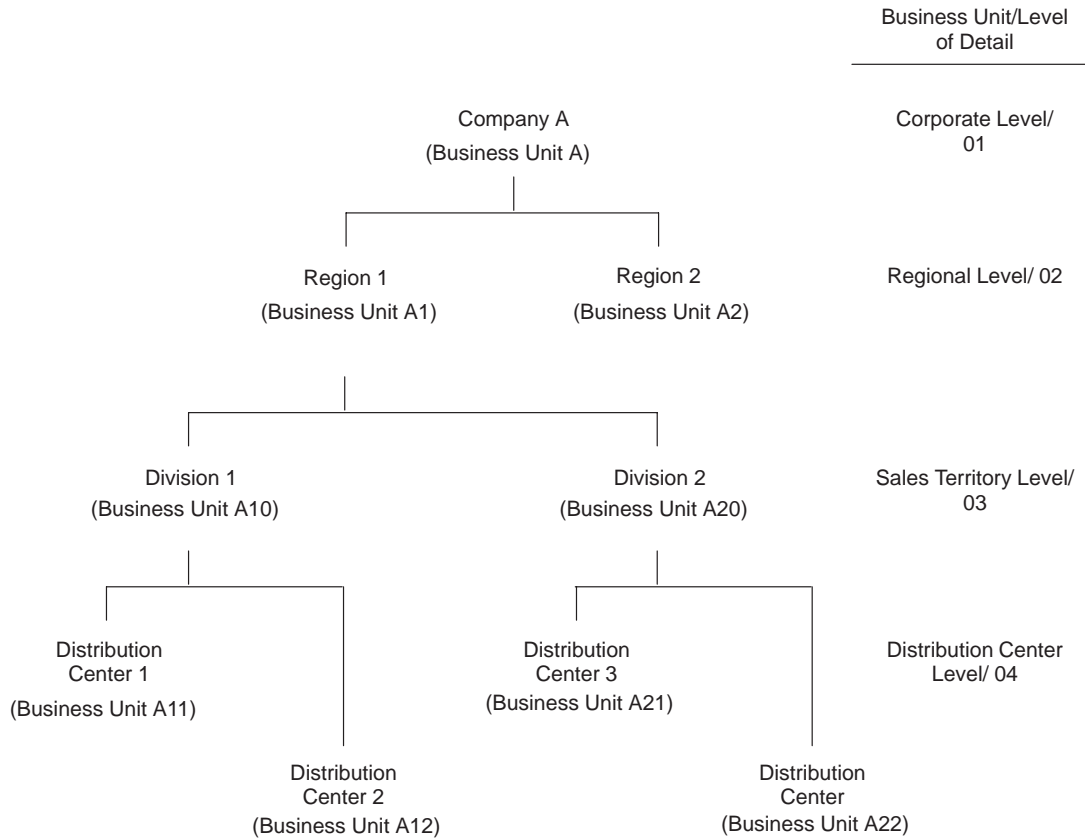 Business Unit/Level
of Detail
Company A
(Business Unit A)
Corporate Level/
01
Region 1
(Business Unit A1)
Region 2
(Business Unit A2)
Regional Level/ 02
Division 1
(Business Unit A10)
Division 2
(Business Unit A20)
Sales Territory Level/
03
Distribution
Center 1
(Business Unit A11)
Distribution
Center 3
(Business Unit A21)
Distribution Center
Level/ 04
Distribution
Center 2
(Business Unit A12)
Distribution
Center
(Business Unit A22)